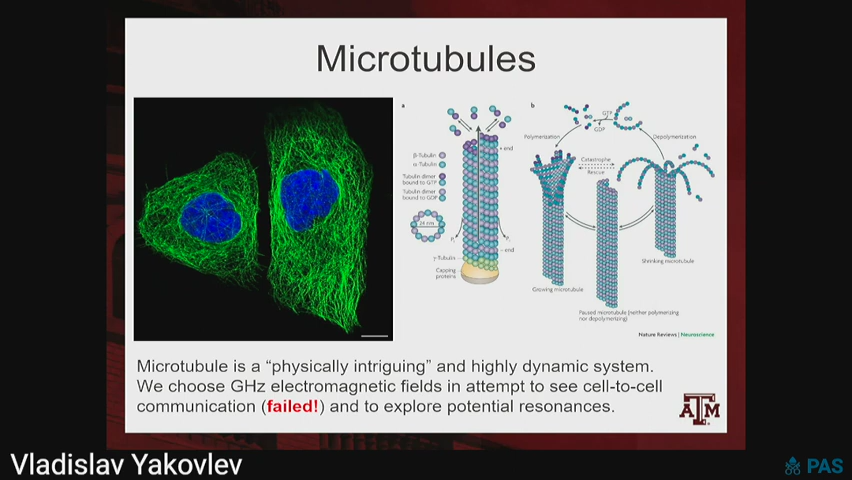 Microtubules
a
b
GTP
GDP
Polymerization
Depolymerization
+ end
β-Tubulin
α-Tubulin
Tubulin dimer
bound to GTP
Tubulin dimer
bound to GDP
Catastrophe
Rescue
24 nm
Pi
Pi
– end
γ-Tubulin
Capping
proteins
Shrinking microtubule
Growing microtubule
Paused microtubule (neither polymerizing
nor depolymerizing)
Nature Reviews | Neuroscience
Microtubule is a “physically intriguing” and highly dynamic system.
We choose GHz electromagnetic fields in attempt to see cell-to-cell
communication (failed!) and to explore potential resonances.
ATM
Vladislav Yakovlev
PAS